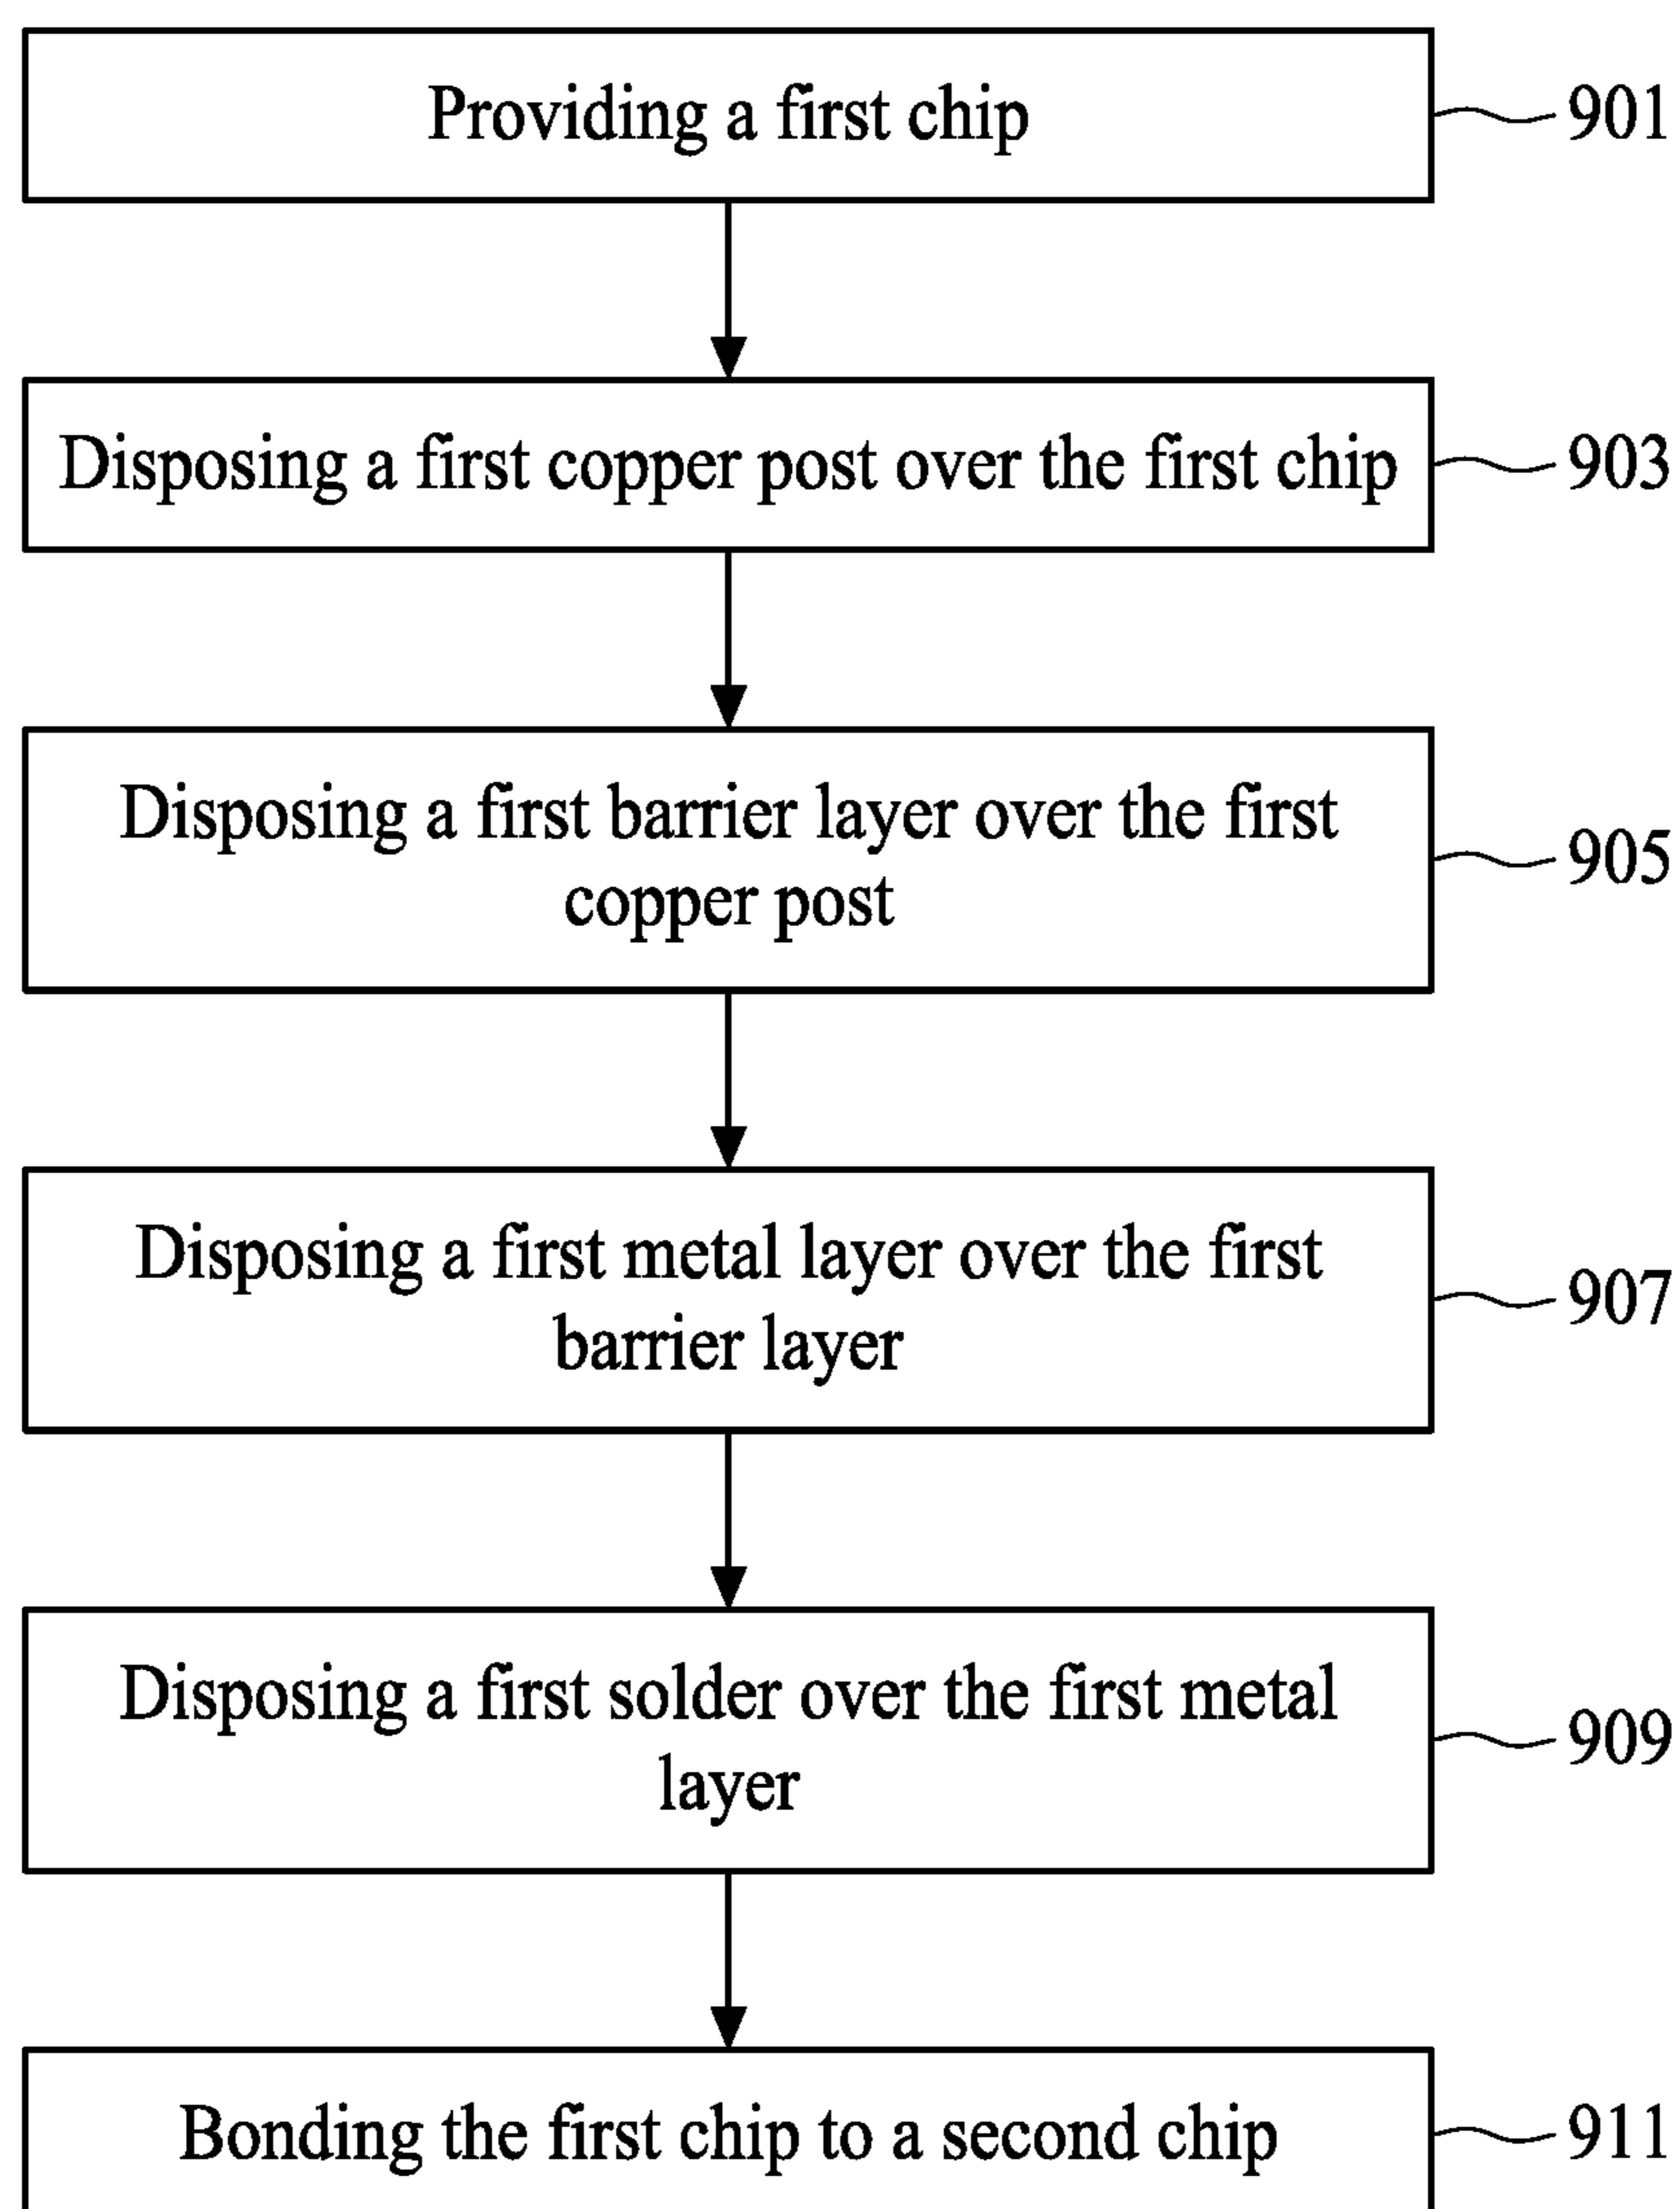 Providing a first chip
901
Disposing a first copper post over the first chip
903
Disposing a first barrier layer over the first
copper post
905
Disposing a first metal layer over the first
barrier layer
907
Disposing a first solder over the first metal
layer
909
Bonding the first chip to a second chip
911